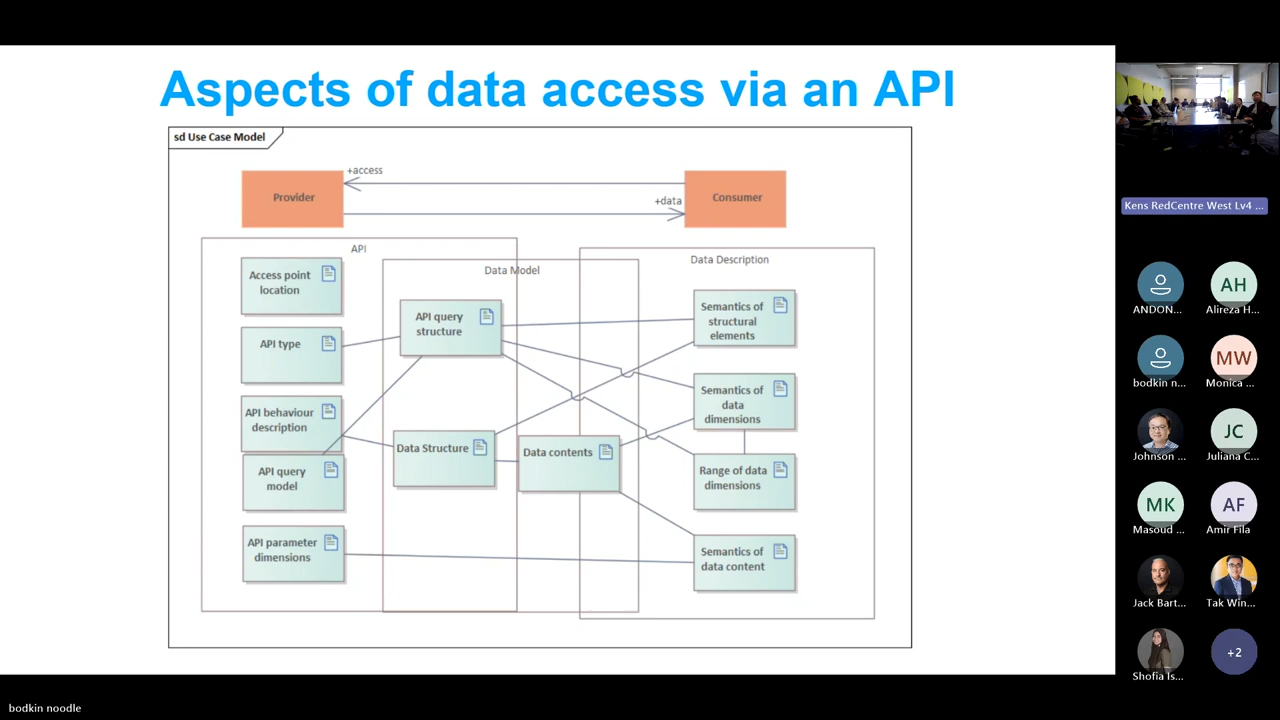 Aspects of data access via an API
sd Use Case Model
+access
Provider
Consumer
+data
API
Data Model
Data Description
Access point
location
API query
structure
Semantics of
structural
elements
API type
Semantics of
data
dimensions
API behaviour
description
Data Structure
Data contents
API query
model
Range of data
dimensions
API parameter
dimensions
Semantics of
data content
Kens RedCentre West Lv4 ...
AH
ANDON...
Alireza H...
MW
bodkin n...
Monica ...
JC
Johnson ...
Juliana C...
MK
AF
Masoud ...
Amir Fila
Jack Bart...
Tak Win...
+2
Shofia Is...
bodkin noodle